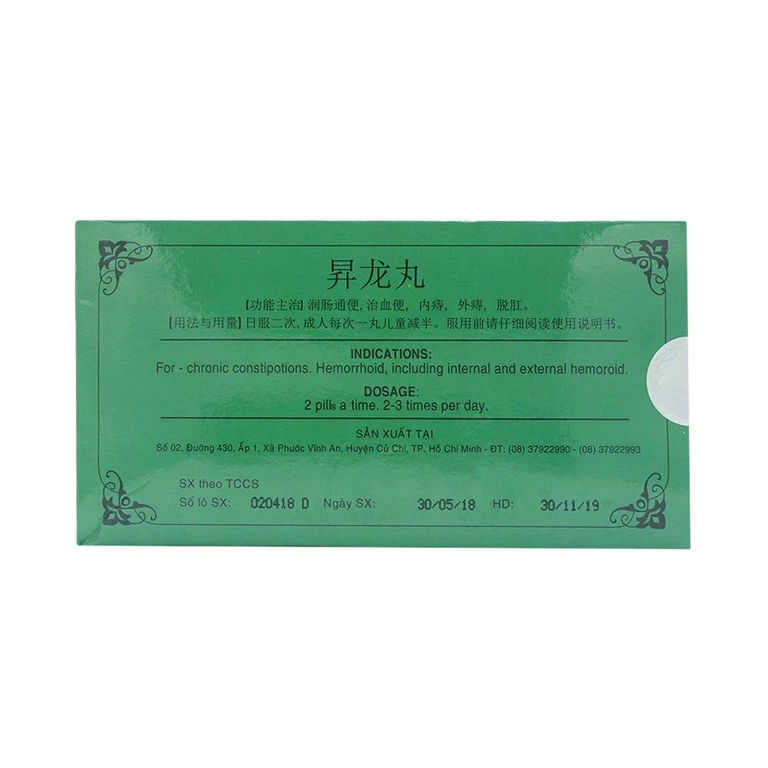 昇龙丸
【功能主治】润肠通便，治血便，内痔，外痔，脱肛。
【用法与用量】日服二次，成人每次一丸儿童减半。服用前请仔细阅读使用说明书。
INDICATIONS:
For - chronic constipotions. Hemorrhoid, including internal and external hemoroid.
DOSAGE:
2 pills a time. 2-3 times per day.
SẢN XUẤT TẠI
Số 02, Đường 430, Ấp 1, Xã Phước Vĩnh An, Huyện Củ Chi, TP. Hồ Chí Minh - ĐT: (08) 37922990 - (08) 37922993
SX theo TCCS
Số lô SX: 020418 D Ngày SX: 30/05/18 HD: 30/11/19